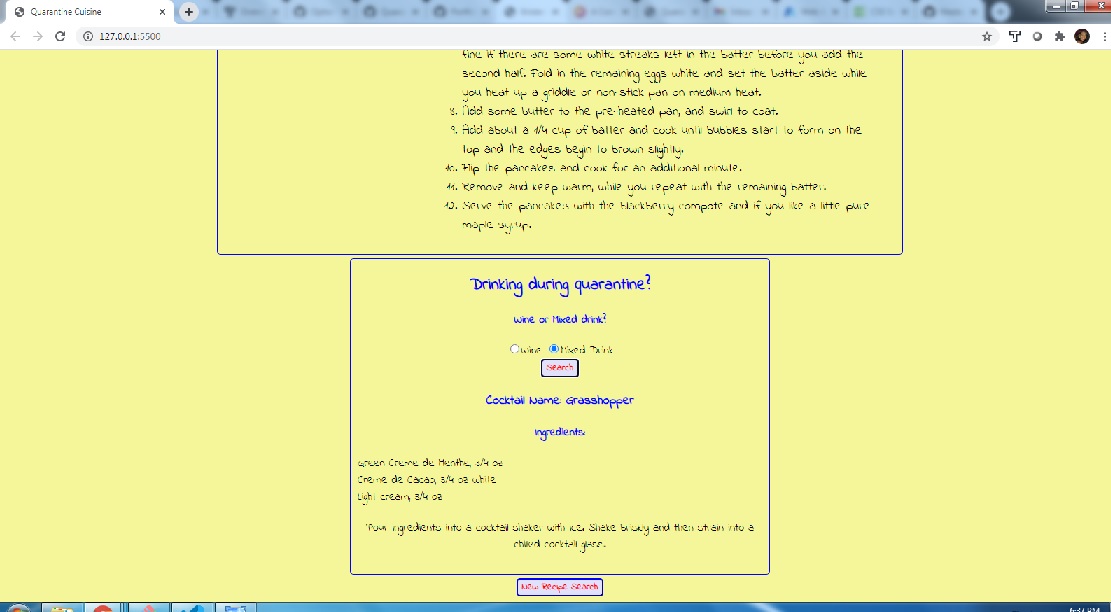 Quarantine Cuisine
127.0.0.1:5500
fine if there are some white streaks left in the batter before you add the
second half. Fold in the remaining eggs white and set the batter aside while
you heat up a griddle or non-stick pan on medium heat.
8. Add some butter to the pre-heated pan, and swirl to coat.
9. Add about a 1/4 cup of batter and cook until bubbles start to form on the
top and the edges begin to brown slightly.
10. Flip the pancakes and cook for an additional minute.
11. Remove and keep warm, while you repeat with the remaining batter.
12. Serve the pancakes with the blackberry compote and if you like a little pure
maple syrup.
Drinking during quarantine?
Wine or Mixed drink?
Wine Mixed Drink
Search
Cocktail Name: Grasshopper
Ingredients:
Green Creme de Menthe, 3/4 oz
Creme de Cacao, 3/4 oz white
Light cream, 3/4 oz
"Pour ingredients into a cocktail shaker with ice. Shake briskly and then strain into a
chilled cocktail glass.
New Recipe Search
6:37 PM